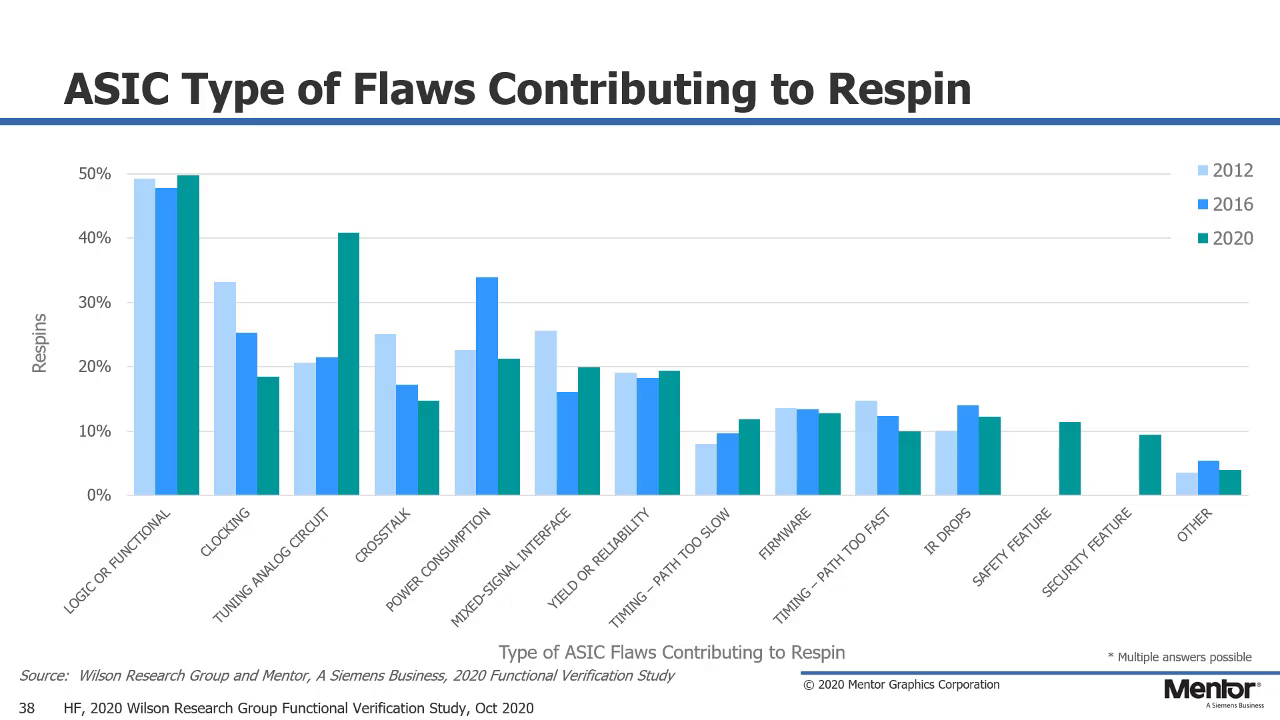 ASIC Type of Flaws Contributing to Respin
50%
40%
30%
20%
10%
0%
Respins
2012
2016
2020
LOGIC OR FUNCTIONAL
CLOCKING
TUNING ANALOG CIRCUIT
CROSSTALK
POWER CONSUMPTION
MIXED-SIGNAL INTERFACE
YIELD OR RELIABILITY
TIMING – PATH TOO SLOW
FIRMWARE
TIMING – PATH TOO FAST
IR DROPS
SAFETY FEATURE
SECURITY FEATURE
OTHER
Type of ASIC Flaws Contributing to Respin
* Multiple answers possible
Source: Wilson Research Group and Mentor, A Siemens Business, 2020 Functional Verification Study
© 2020 Mentor Graphics Corporation
Mentor®
A Siemens Business
38 HF, 2020 Wilson Research Group Functional Verification Study, Oct 2020